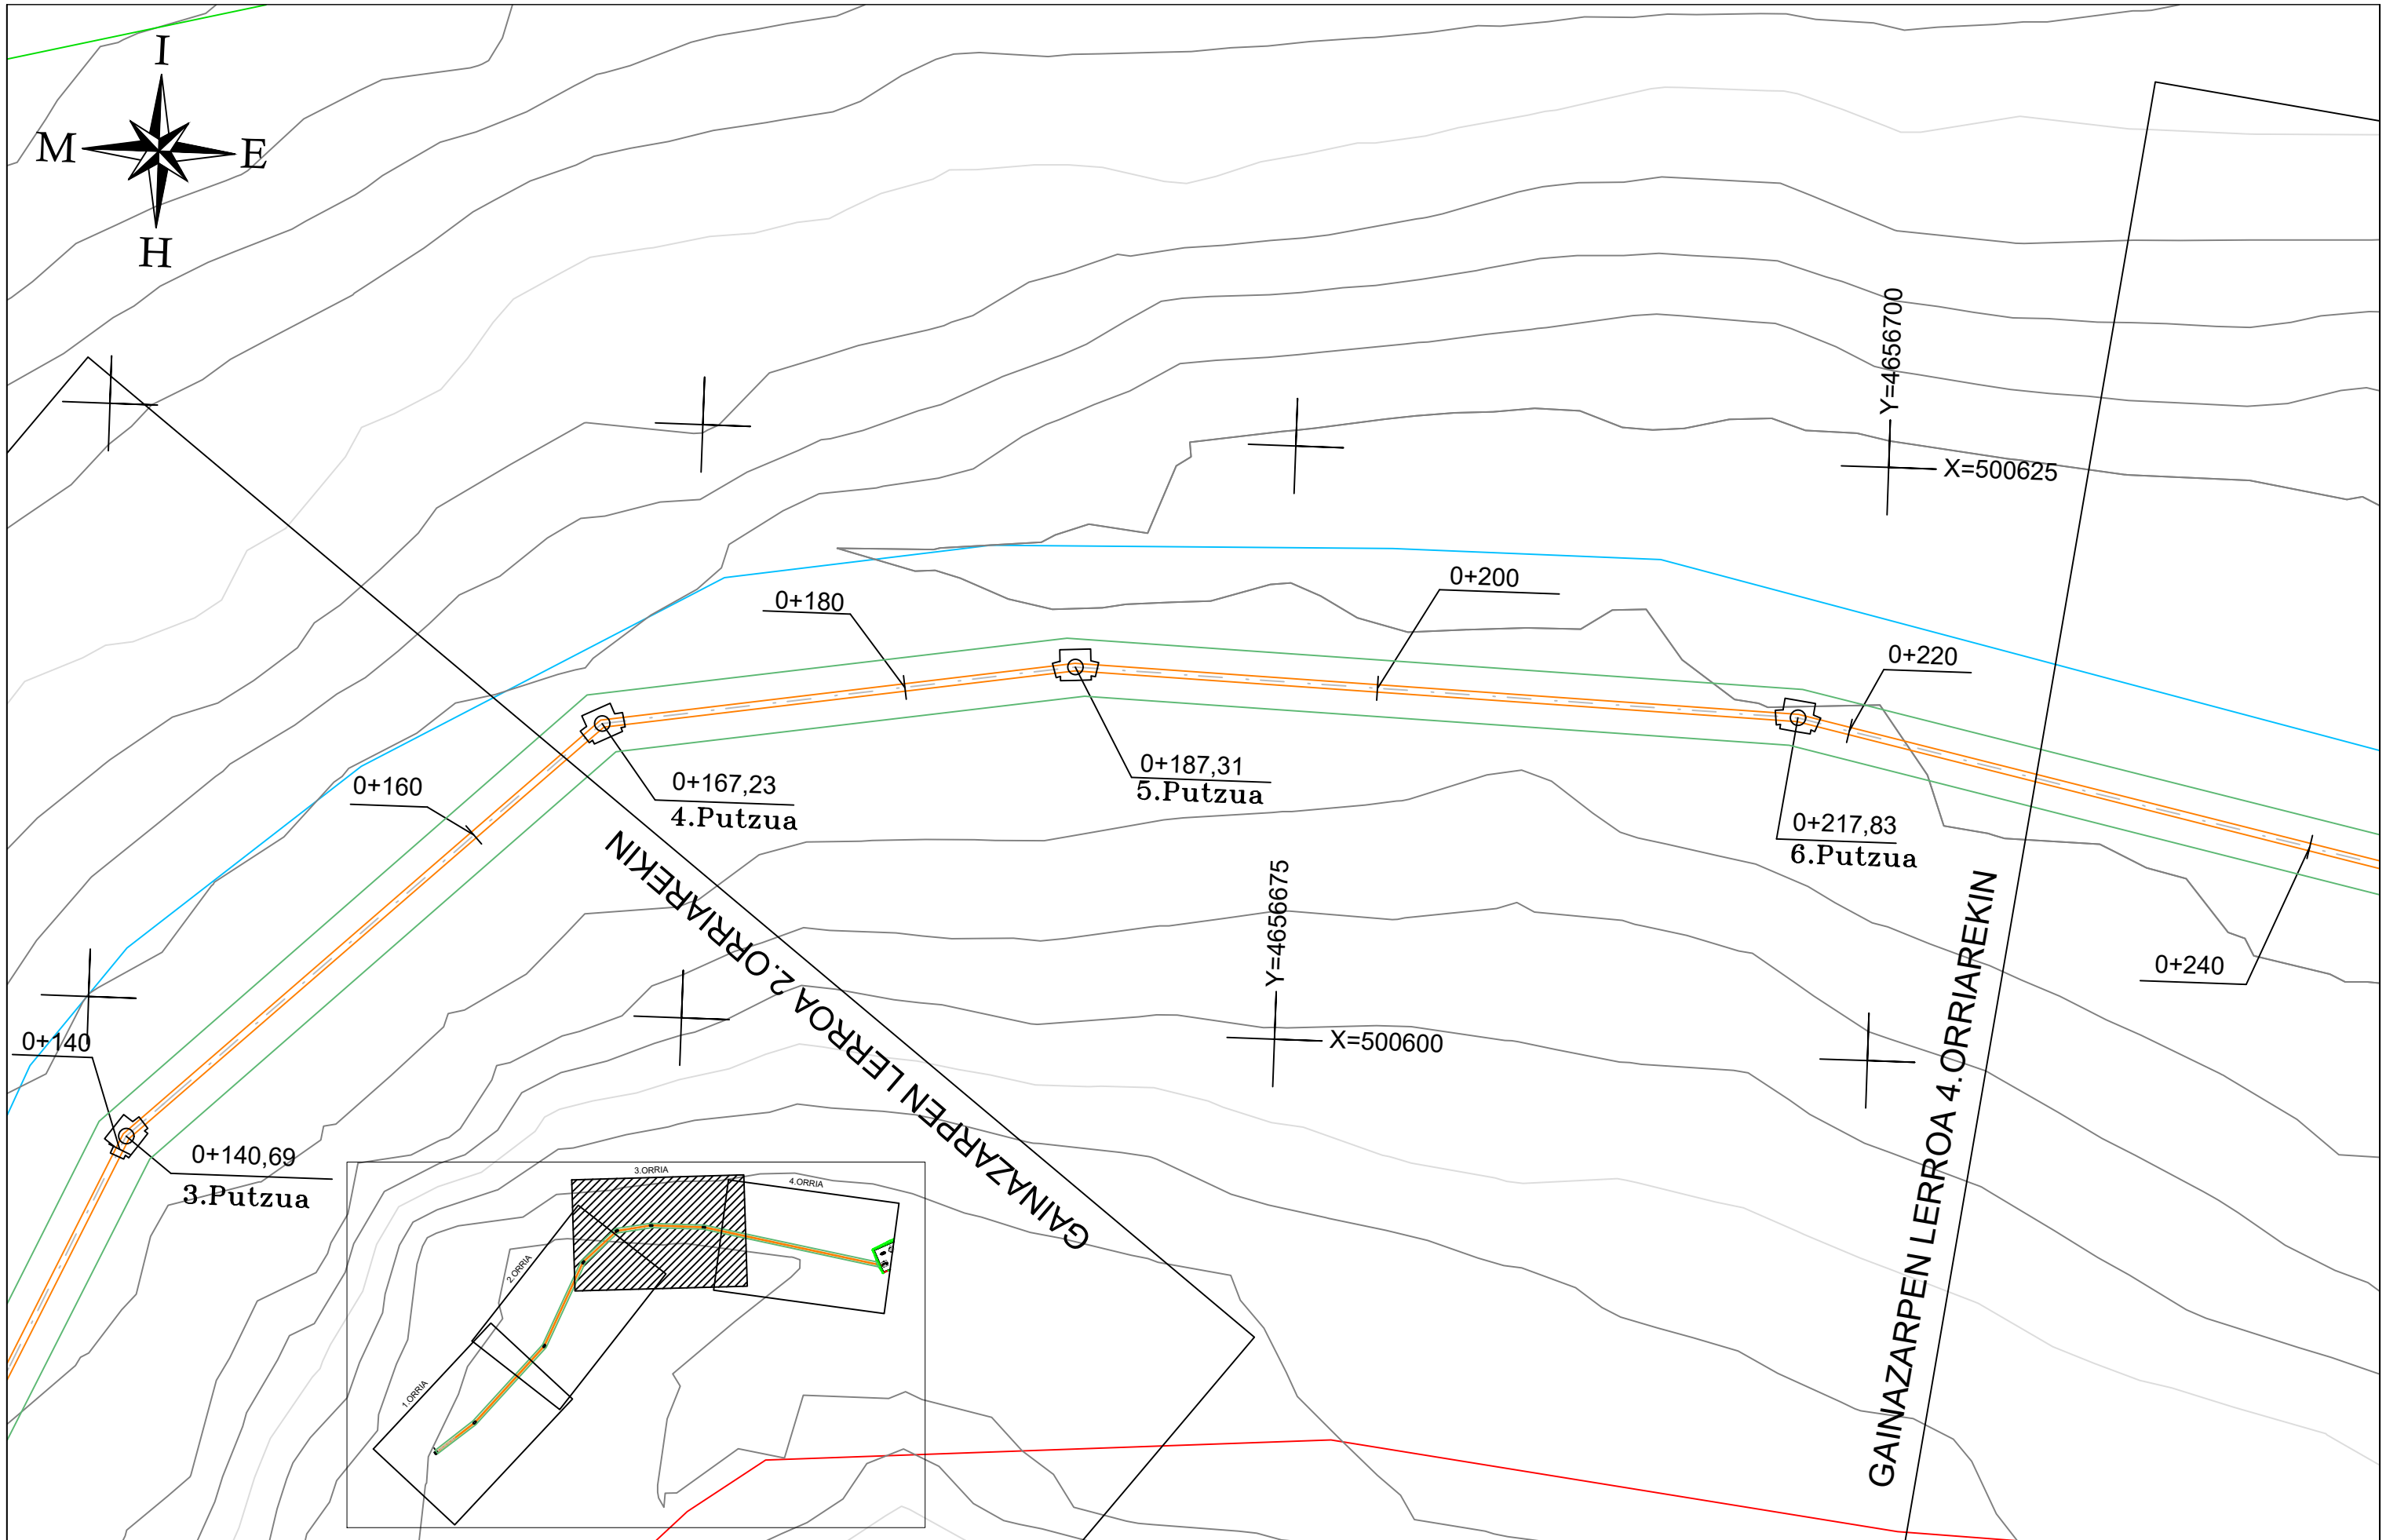 I
M
E
H
Y=4656700
X=500625
0+180
0+200
0+220
0+160
0+167,23
4.Putzua
0+187,31
5.Putzua
0+217,83
6.Putzua
0+240
GAINAZARPEN LERROA 2.ORRIAREKIN
GAINAZARPEN LERROA 4.ORRIAREKIN
Y=4656675
X=500600
0+140
0+140,69
3.Putzua
3.ORRIA
4.ORRIA
2.ORRIA
1.ORRIA